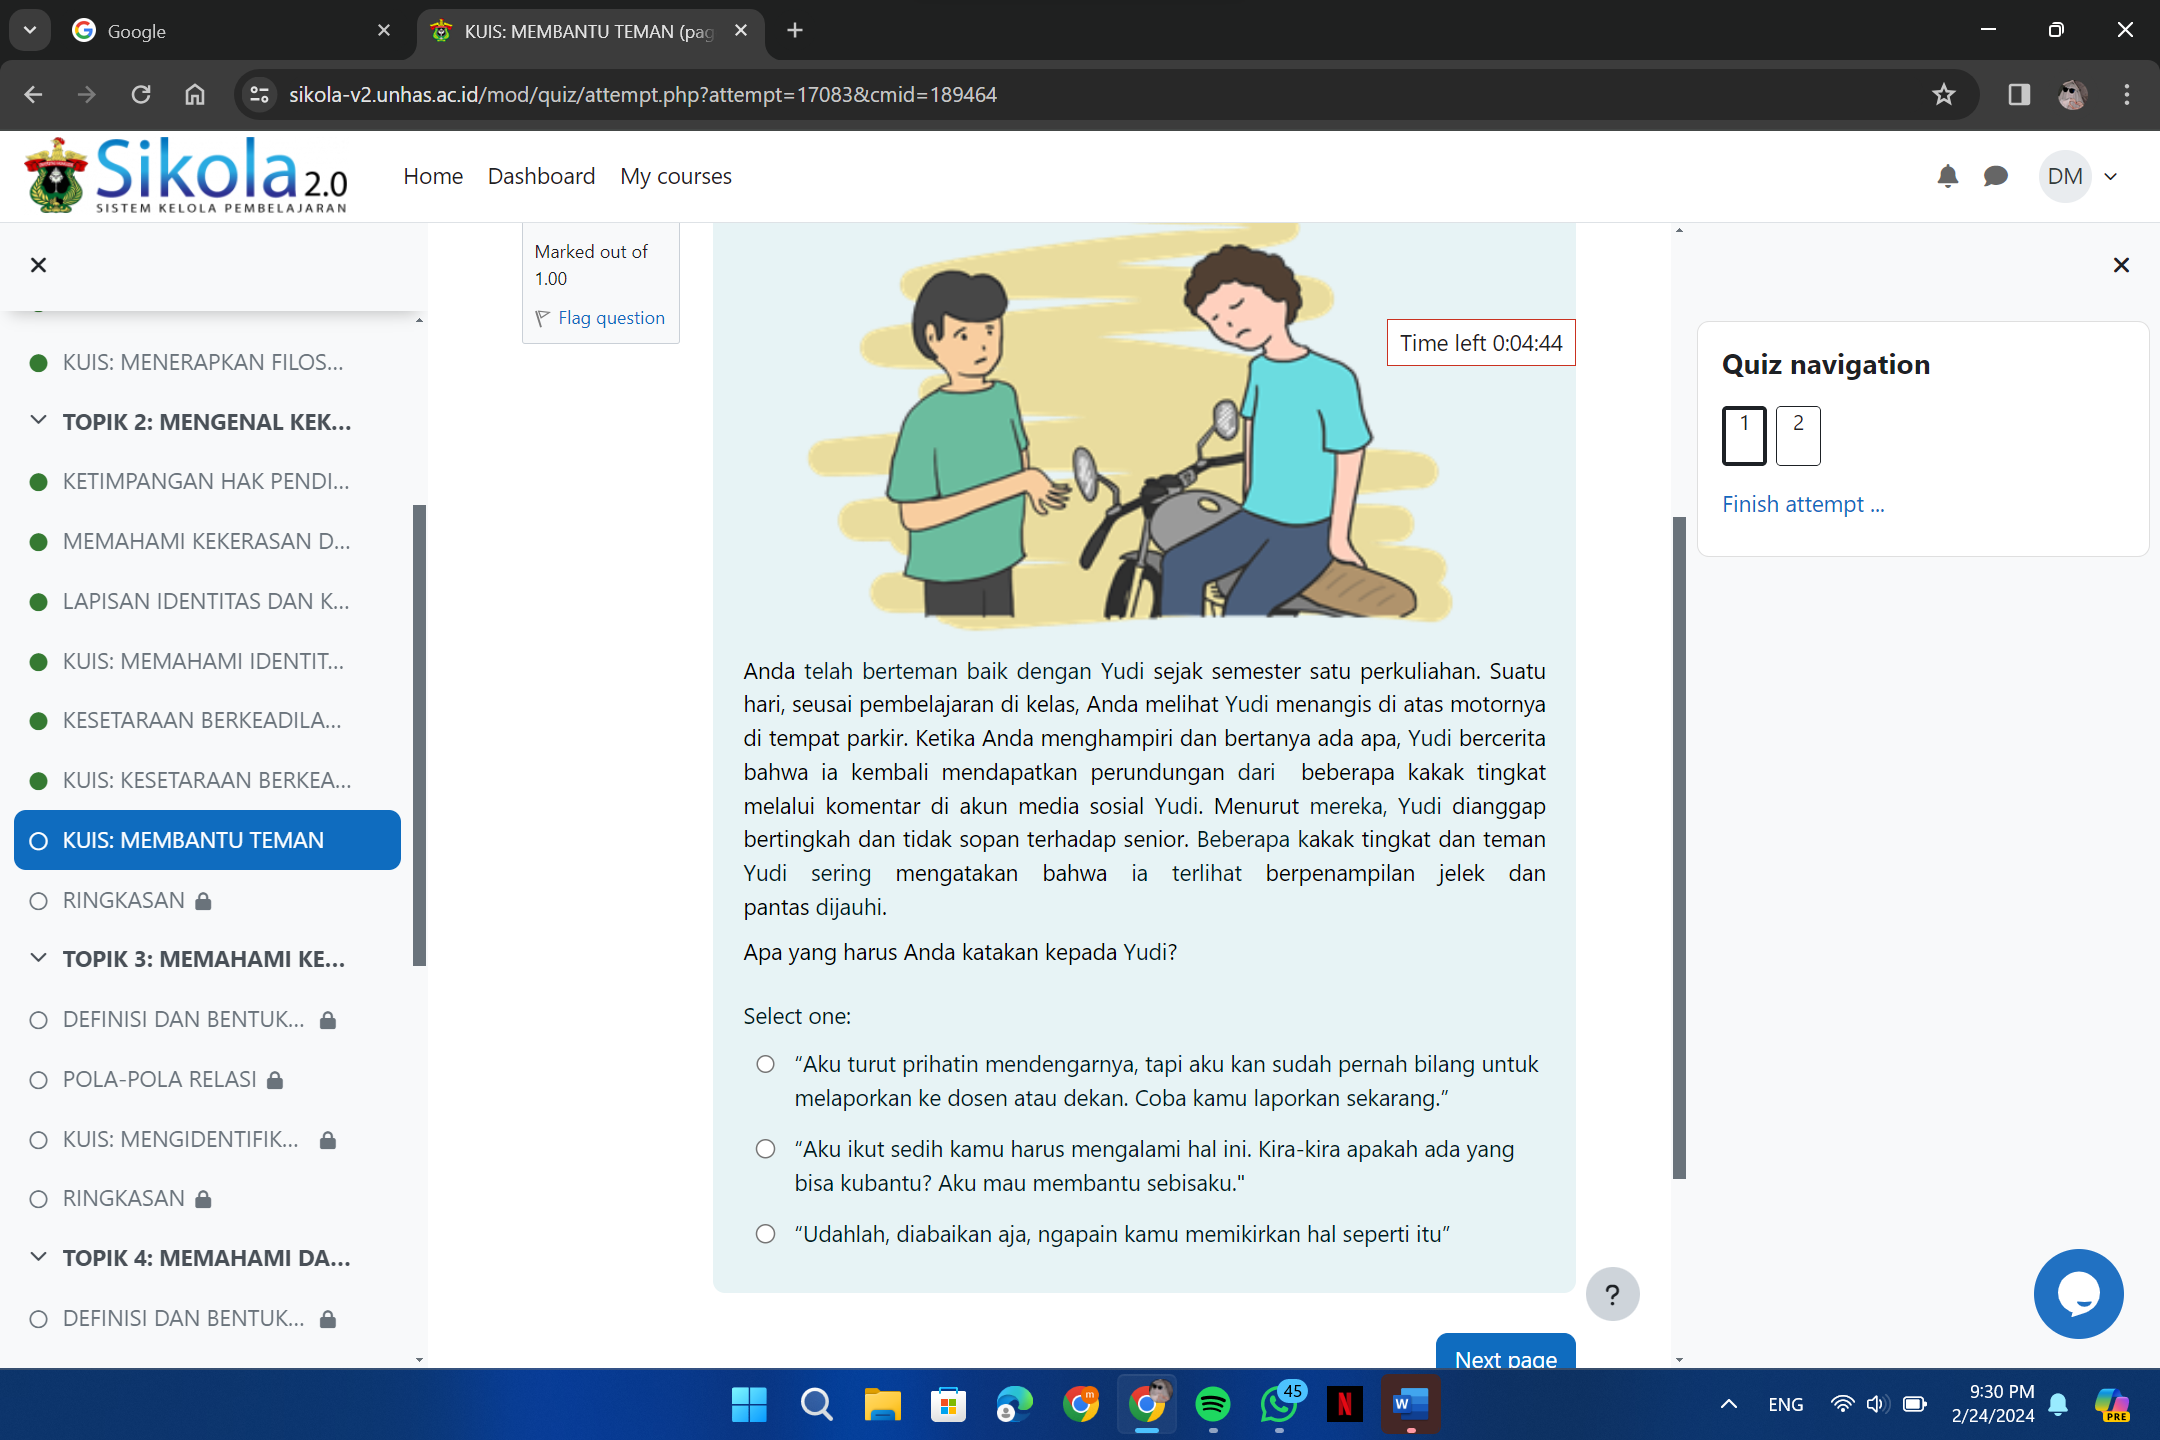 Google
KUIS: MEMBANTU TEMAN (pag
sikola-v2.unhas.ac.id/mod/quiz/attempt.php?attempt=17083&cmid=189464
Sikola 2.0
SISTEM KELOLA PEMBELAJARAN
Home
Dashboard
My courses
DM
KUIS: MENERAPKAN FILOS...
TOPIK 2: MENGENAL KEK...
KETIMPANGAN HAK PENDI...
MEMAHAMI KEKERASAN D...
LAPISAN IDENTITAS DAN K...
KUIS: MEMAHAMI IDENTIT...
KESETARAAN BERKEADILA...
KUIS: KESETARAAN BERKEA...
KUIS: MEMBANTU TEMAN
RINGKASAN
TOPIK 3: MEMAHAMI KE...
DEFINISI DAN BENTUK...
POLA-POLA RELASI
KUIS: MENGIDENTIFIK...
RINGKASAN
TOPIK 4: MEMAHAMI DA...
DEFINISI DAN BENTUK...
Marked out of
1.00
Flag question
Time left 0:04:44
Anda telah berteman baik dengan Yudi sejak semester satu perkuliahan. Suatu
hari, seusai pembelajaran di kelas, Anda melihat Yudi menangis di atas motornya
di tempat parkir. Ketika Anda menghampiri dan bertanya ada apa, Yudi bercerita
bahwa ia kembali mendapatkan perundungan dari beberapa kakak tingkat
melalui komentar di akun media sosial Yudi. Menurut mereka, Yudi dianggap
bertingkah dan tidak sopan terhadap senior. Beberapa kakak tingkat dan teman
Yudi sering mengatakan bahwa ia terlihat berpenampilan jelek dan
pantas dijauhi.
Apa yang harus Anda katakan kepada Yudi?
Select one:
“Aku turut prihatin mendengarnya, tapi aku kan sudah pernah bilang untuk
melaporkan ke dosen atau dekan. Coba kamu laporkan sekarang.”
“Aku ikut sedih kamu harus mengalami hal ini. Kira-kira apakah ada yang
bisa kubantu? Aku mau membantu sebisaku."
“Udahlah, diabaikan aja, ngapain kamu memikirkan hal seperti itu”
?
Next page
Quiz navigation
1
2
Finish attempt ...
m
45
N
W
ENG
9:30 PM
2/24/2024
PRE